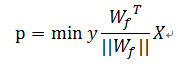 p = min y W_f^T / ||W_f|| X